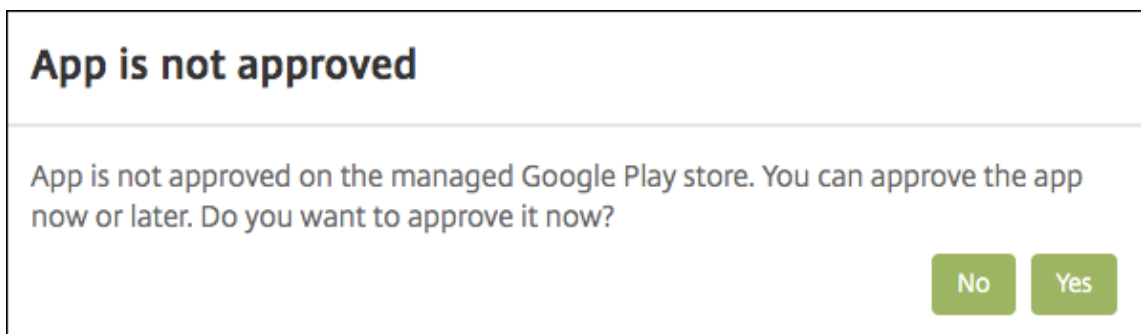 App is not approved
App is not approved on the managed Google Play store. You can approve the app
now or later. Do you want to approve it now?
No Yes